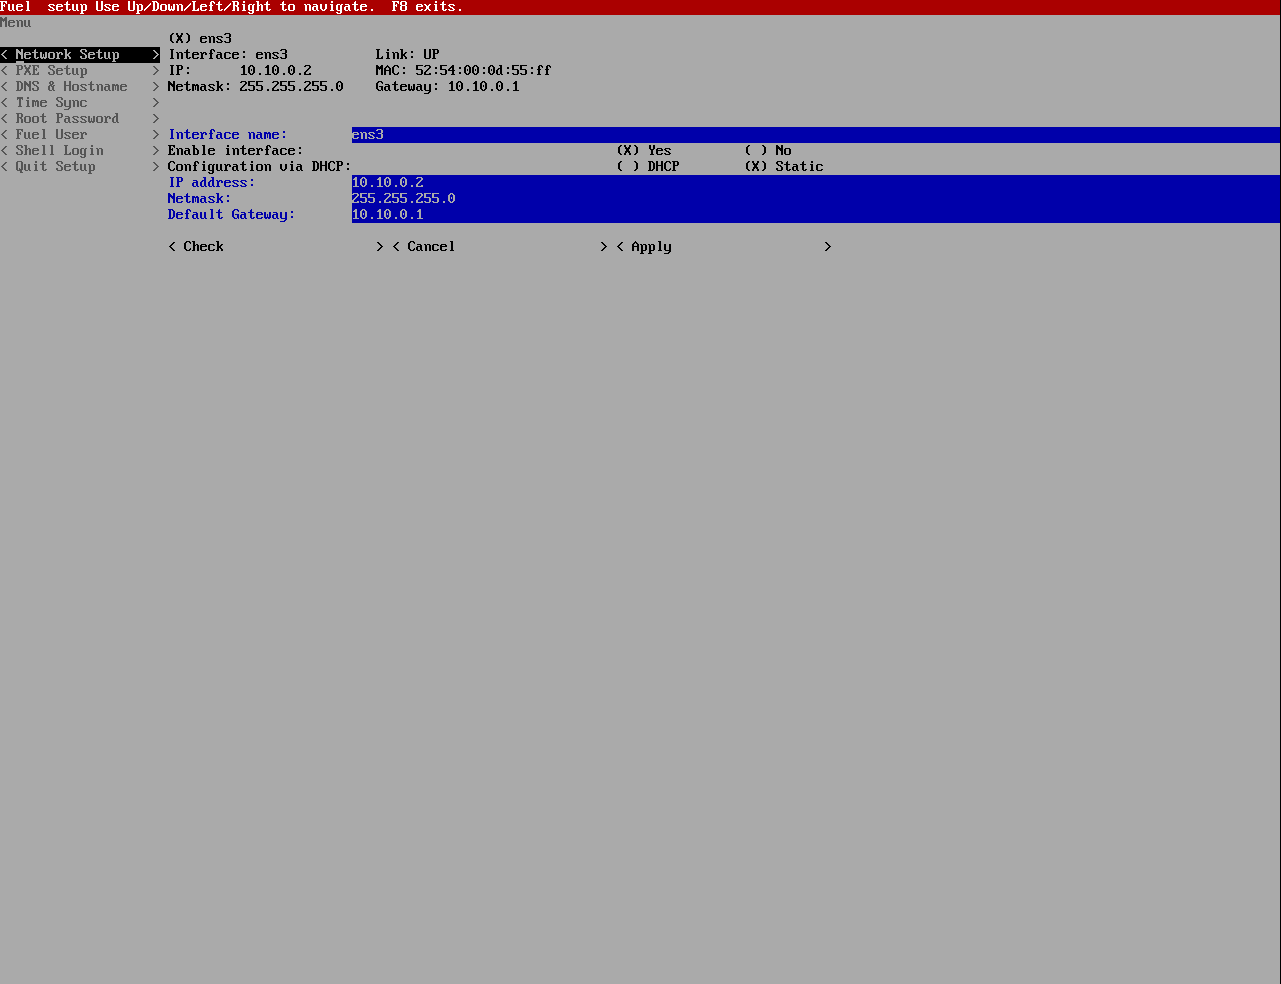 Fuel  setup Use Up/Down/Left/Right to navigate.  F8 exits.
Menu
(X) ens3
< Network Setup    > Interface: ens3           Link: UP
< PXE Setup        > IP:      10.10.0.2        MAC: 52:54:00:0d:55:ff
< DNS & Hostname   > Netmask: 255.255.255.0    Gateway: 10.10.0.1
< Time Sync        >
< Root Password    >
< Fuel User        > Interface name:        ens3
< Shell Login      > Enable interface:                                       (X) Yes         ( ) No
< Quit Setup       > Configuration via DHCP:                                 ( ) DHCP        (X) Static
IP address:            10.10.0.2
Netmask:               255.255.255.0
Default Gateway:       10.10.0.1
< Check                   > < Cancel                  > < Apply                   >